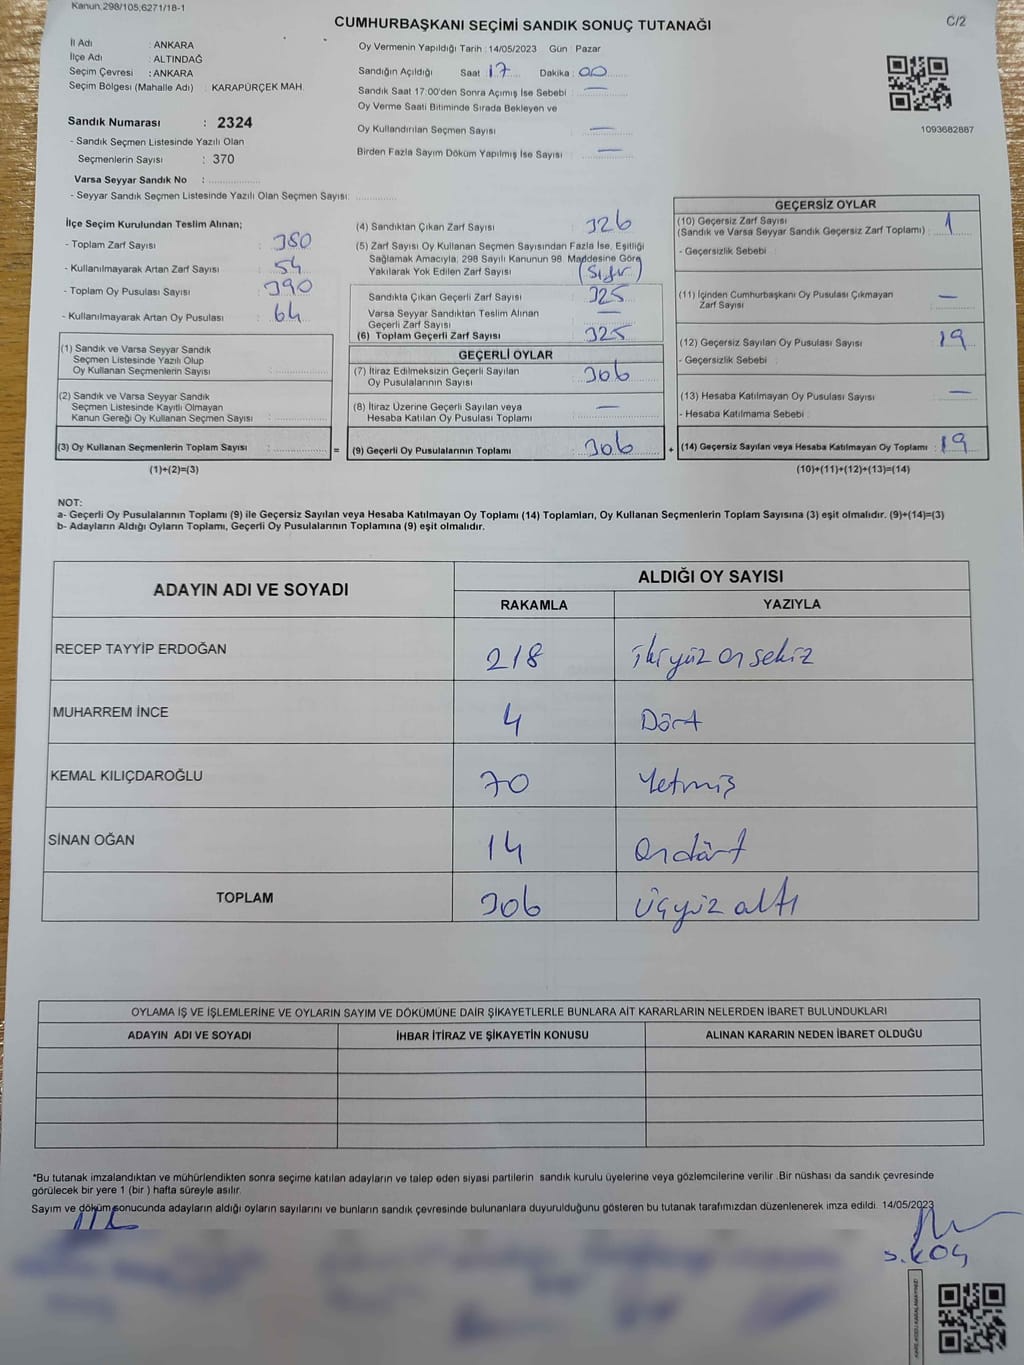 Kanun,298/105,6271/18-1
CUMHURBAŞKANI SEÇİMİ SANDIK SONUÇ TUTANAĞI
C/2
İl Adı : ANKARA
İlçe Adı : ALTINDAĞ
Seçim Çevresi : ANKARA
Seçim Bölgesi (Mahalle Adı) : KARAPÜRÇEK MAH.
Sandık Numarası : 2324
- Sandık Seçmen Listesinde Yazılı Olan
Seçmenlerin Sayısı : 370
Varsa Seyyar Sandık No : ..............
- Seyyar Sandık Seçmen Listesinde Yazılı Olan Seçmen Sayısı: ..............
Oy Vermenin Yapıldığı Tarih : 14/05/2023 Gün : Pazar
Sandığın Açıldığı Saat : 17 Dakika : 00
Sandık Saat 17:00'den Sonra Açımış İse Sebebi : —
Oy Verme Saati Bitiminde Sırada Bekleyen ve
Oy Kullandırılan Seçmen Sayısı : —
Birden Fazla Sayım Döküm Yapılmış İse Sayısı : —
1093682887
İlçe Seçim Kurulundan Teslim Alınan;
- Toplam Zarf Sayısı : 380
- Kullanılmayarak Artan Zarf Sayısı : 54
- Toplam Oy Pusulası Sayısı : 390
- Kullanılmayarak Artan Oy Pusulası : 64
(1) Sandık ve Varsa Seyyar Sandık
Seçmen Listesinde Yazılı Olup
Oy Kullanan Seçmenlerin Sayısı : ..............
(2) Sandık ve Varsa Seyyar Sandık
Seçmen Listesinde Kayıtlı Olmayan
Kanun Gereği Oy Kullanan Seçmen Sayısı : ..............
(3) Oy Kullanan Seçmenlerin Toplam Sayısı : ..............
(1)+(2)=(3)
(4) Sandıktan Çıkan Zarf Sayısı : 326
(5) Zarf Sayısı Oy Kullanan Seçmen Sayısından Fazla İse, Eşitliği
Sağlamak Amacıyla, 298 Sayılı Kanunun 98. Maddesine Göre
Yakılarak Yok Edilen Zarf Sayısı : (Sıfır)
Sandıkta Çıkan Geçerli Zarf Sayısı : 325
Varsa Seyyar Sandıktan Teslim Alınan
Geçerli Zarf Sayısı : —
(6) Toplam Geçerli Zarf Sayısı : 325
GEÇERLİ OYLAR
(7) İtiraz Edilmeksizin Geçerli Sayılan
Oy Pusulalarının Sayısı : 306
(8) İtiraz Üzerine Geçerli Sayılan veya
Hesaba Katılan Oy Pusulası Toplamı : —
= (9) Geçerli Oy Pusulalarının Toplamı : 306
GEÇERSİZ OYLAR
(10) Geçersiz Zarf Sayısı
(Sandık ve Varsa Seyyar Sandık Geçersiz Zarf Toplamı) : 1
- Geçersizlik Sebebi :
(11) İçinden Cumhurbaşkanı Oy Pusulası Çıkmayan
Zarf Sayısı : —
(12) Geçersiz Sayılan Oy Pusulası Sayısı : 19
- Geçersizlik Sebebi :
(13) Hesaba Katılmayan Oy Pusulası Sayısı : —
- Hesaba Katılmama Sebebi :
+ (14) Geçersiz Sayılan veya Hesaba Katılmayan Oy Toplamı : 19
(10)+(11)+(12)+(13)=(14)
NOT:
a- Geçerli Oy Pusulalarının Toplamı (9) ile Geçersiz Sayılan veya Hesaba Katılmayan Oy Toplamı (14) Toplamları, Oy Kullanan Seçmenlerin Toplam Sayısına (3) eşit olmalıdır. (9)+(14)=(3)
b- Adayların Aldığı Oyların Toplamı, Geçerli Oy Pusulalarının Toplamına (9) eşit olmalıdır.
ADAYIN ADI VE SOYADI
ALDIĞI OY SAYISI
RAKAMLA YAZIYLA
RECEP TAYYİP ERDOĞAN 218 ikiyüz onsekiz
MUHARREM İNCE 4 Dört
KEMAL KILIÇDAROĞLU 70 Yetmiş
SİNAN OĞAN 14 ondört
TOPLAM 306 üçyüz altı
OYLAMA İŞ VE İŞLEMLERİNE VE OYLARIN SAYIM VE DÖKÜMÜNE DAİR ŞİKAYETLERLE BUNLARA AİT KARARLARIN NELERDEN İBARET BULUNDUKLARI
ADAYIN ADI VE SOYADI İHBAR İTİRAZ VE ŞİKAYETİN KONUSU ALINAN KARARIN NEDEN İBARET OLDUĞU
*Bu tutanak imzalandıktan ve mühürlendikten sonra seçime katılan adayların ve talep eden siyasi partilerin sandık kurulu üyelerine veya gözlemcilerine verilir .Bir nüshası da sandık çevresinde
görülecek bir yere 1 (bir ) hafta süreyle asılır.
Sayım ve döküm sonucunda adayların aldığı oyların sayılarını ve bunların sandık çevresinde bulunanlara duyurulduğunu gösteren bu tutanak tarafımızdan düzenlenerek imza edildi. 14/05/2023
S.KOÇ